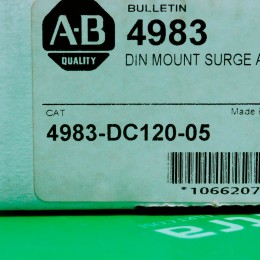 BULLETIN
A-B
QUALITY
4983
DIN MOUNT SURGE A
CAT
Made
4983-DC120-05
*1066207